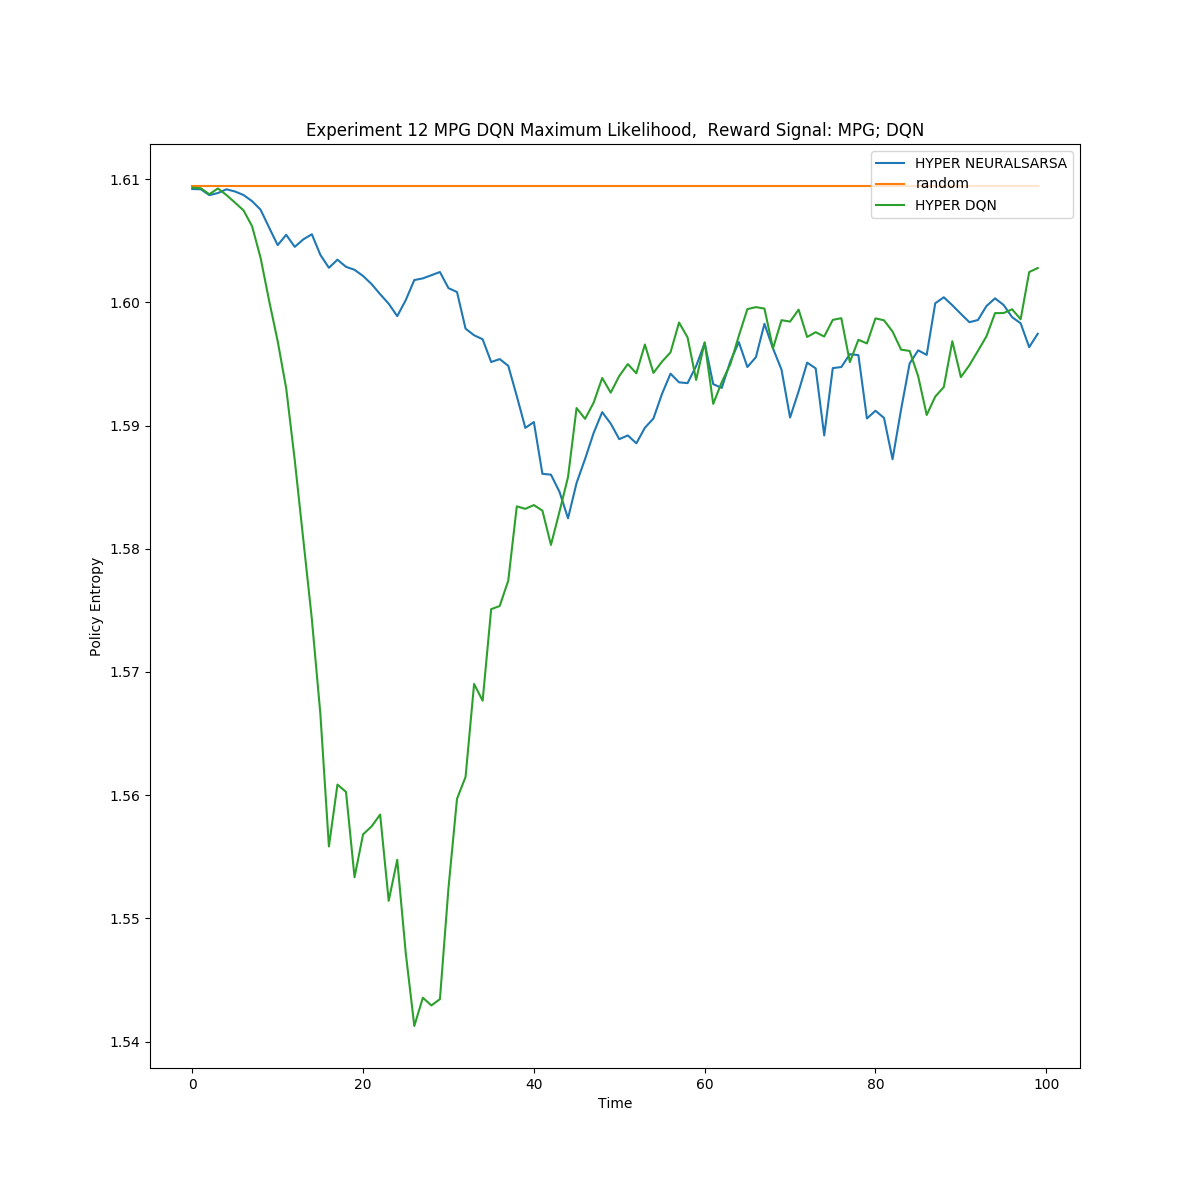 Experiment 12 MPG DQN Maximum Likelihood,  Reward Signal: MPG; DQN
HYPER NEURALSARSA
random
HYPER DQN
1.61
1.60
1.59
1.58
1.57
1.56
1.55
1.54
Policy Entropy
0 20 40 60 80 100
Time